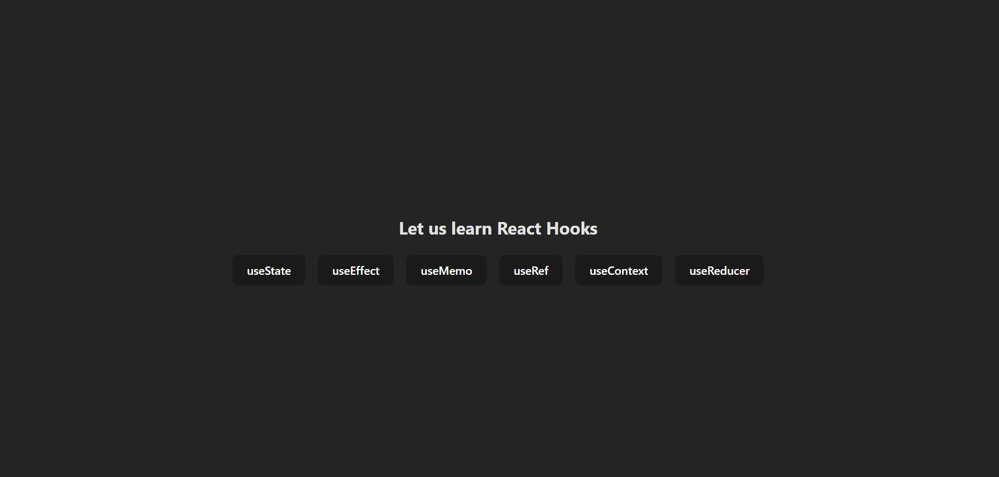 Let us learn React Hooks
useState useEffect useMemo useRef useContext useReducer